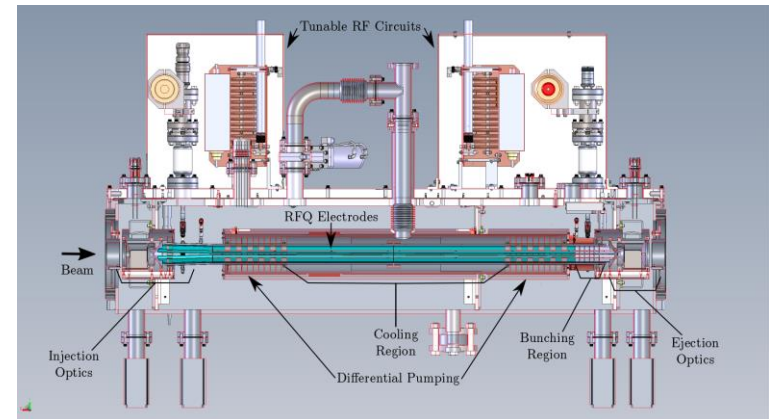 Tunable RF Circuits
RFQ Electrodes
Beam
Cooling
Region
Bunching
Region
Injection
Optics
Differential Pumping
Ejection
Optics